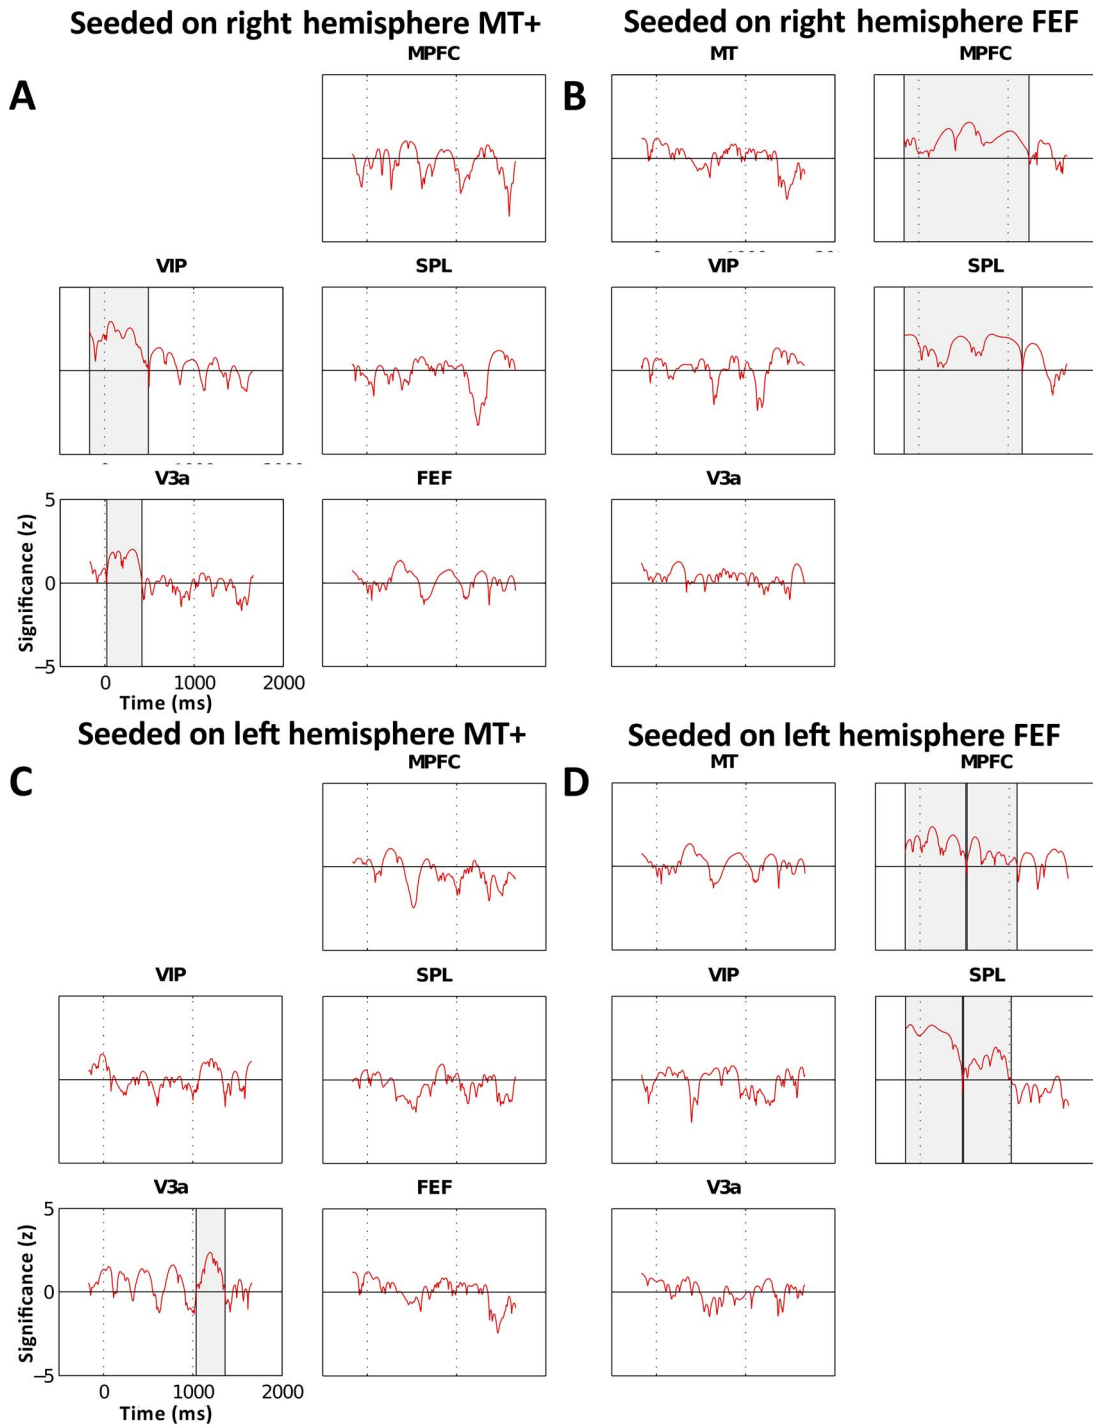 Seeded on right hemisphere MT+
Seeded on right hemisphere FEF
A
MPFC
B
MT
MPFC
VIP
SPL
VIP
SPL
V3a
FEF
V3a
Significance (z)
5
0
−5
0 1000 2000
Time (ms)
Seeded on left hemisphere MT+
Seeded on left hemisphere FEF
C
MPFC
D
MT
MPFC
VIP
SPL
VIP
SPL
V3a
FEF
V3a
Significance (z)
5
0
−5
0 1000 2000
Time (ms)